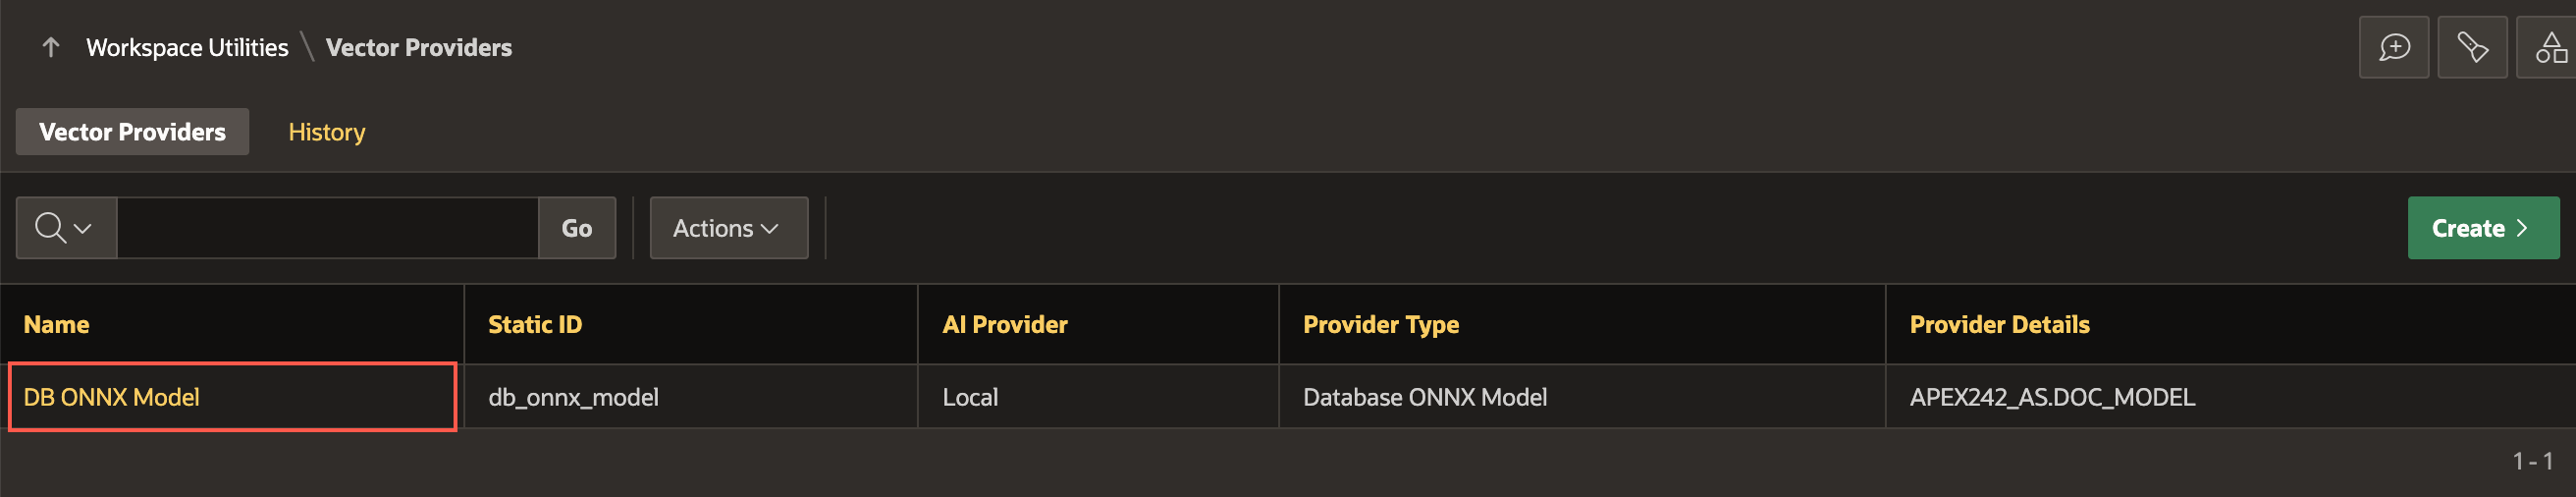 Workspace Utilities \ Vector Providers
Vector Providers History
Go Actions Create
Name Static ID AI Provider Provider Type Provider Details
DB ONNX Model db_onnx_model Local Database ONNX Model APEX242_AS.DOC_MODEL
1 - 1